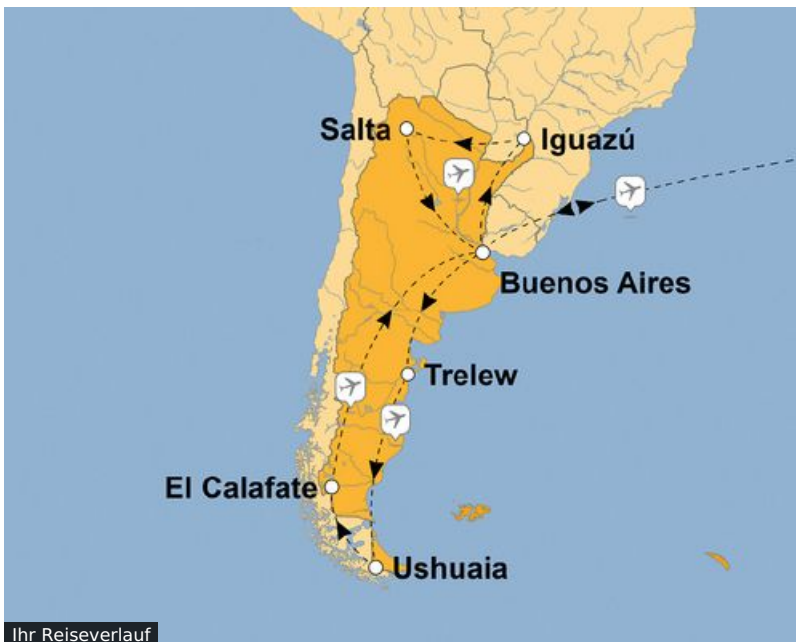 Salta
Iguazú
Buenos Aires
Trelew
El Calafate
Ushuaia
Ihr Reiseverlauf